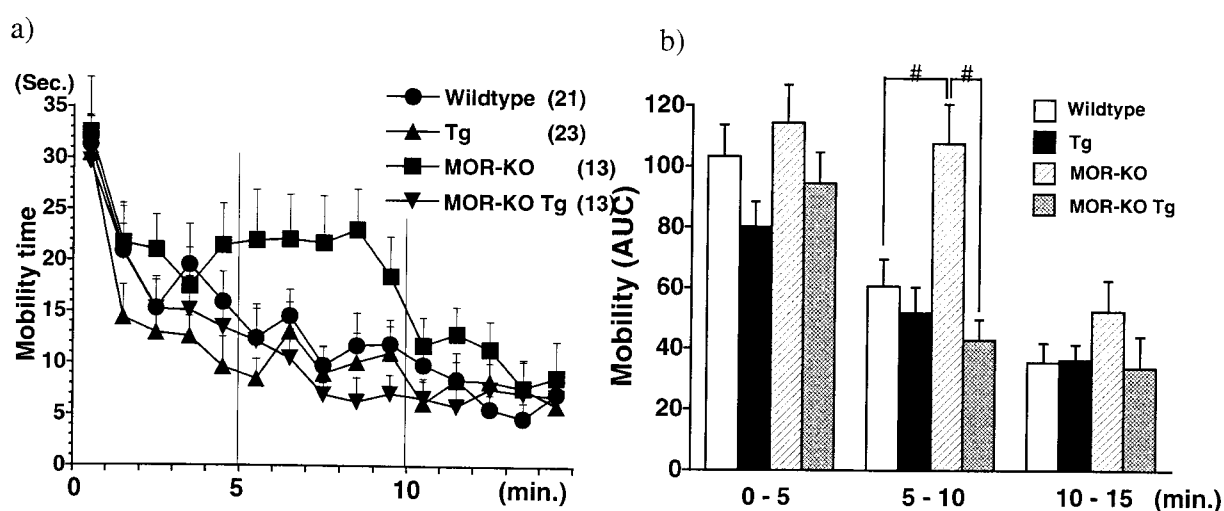 a)
(Sec.)
Mobility time
35
30
25
20
15
10
5
0
0 5 10 (min.)
Wildtype (21)
Tg (23)
MOR-KO (13)
MOR-KO Tg (13)
b)
Mobility (AUC)
120
100
80
60
40
20
0
# #
0 - 5 5 - 10 10 - 15 (min.)
Wildtype
Tg
MOR-KO
MOR-KO Tg